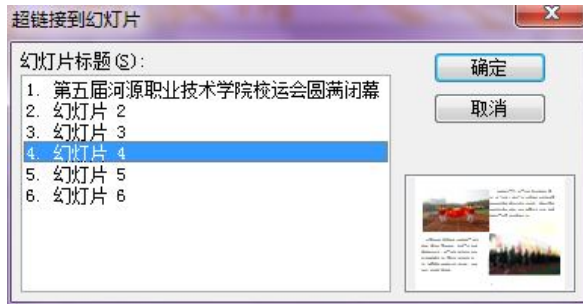 超链接到幻灯片
幻灯片标题(S):
1. 第五届河源职业技术学院校运会圆满闭幕
2. 幻灯片 2
3. 幻灯片 3
4. 幻灯片 4
5. 幻灯片 5
6. 幻灯片 6
确定
取消